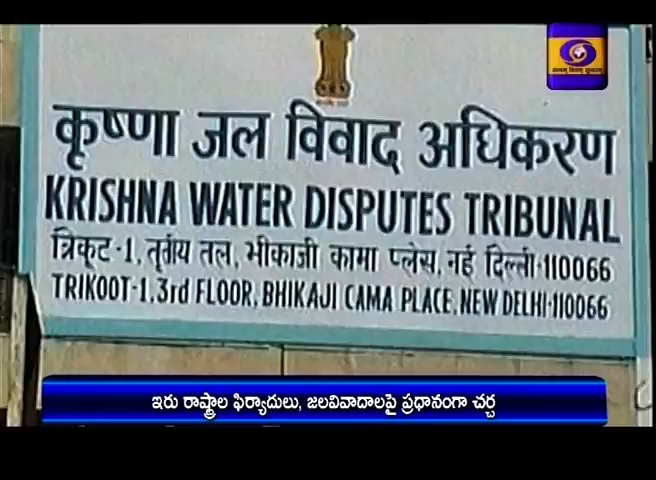 कृष्णा जल विवाद अधिकरण
KRISHNA WATER DISPUTES TRIBUNAL
त्रिकूट-1, तृतीय तल, भीकाजी कामा प्लेस, नई दिल्ली-110066
TRIKOOT-1, 3rd FLOOR, BHIKAJI CAMA PLACE, NEW DELHI-110066
ఇరు రాష్ట్రాల ఫిర్యాదులు, జలవివాదాలపై ప్రధానంగా చర్చ